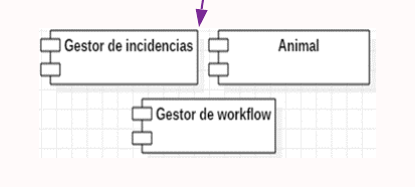 Gestor de incidencias
Animal
Gestor de workflow